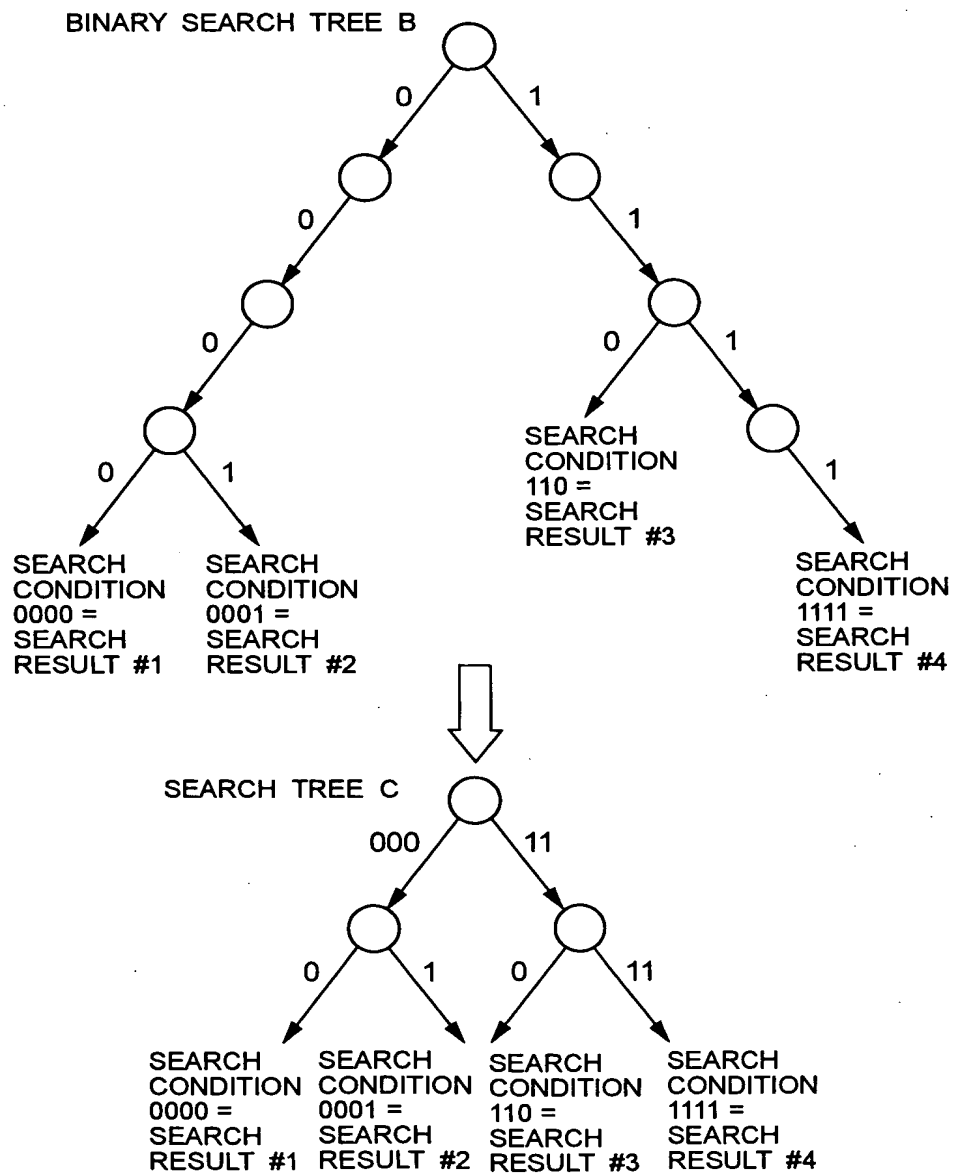 BINARY SEARCH TREE B
0
1
0
1
0
0
1
0
1
1
SEARCH
CONDITION
110 =
SEARCH
RESULT #3
SEARCH
CONDITION
0000 =
SEARCH
RESULT #1
SEARCH
CONDITION
0001 =
SEARCH
RESULT #2
SEARCH
CONDITION
1111 =
SEARCH
RESULT #4
SEARCH TREE C
000
11
0
1
0
11
SEARCH
CONDITION
0000 =
SEARCH
RESULT #1
SEARCH
CONDITION
0001 =
SEARCH
RESULT #2
SEARCH
CONDITION
110 =
SEARCH
RESULT #3
SEARCH
CONDITION
1111 =
SEARCH
RESULT #4